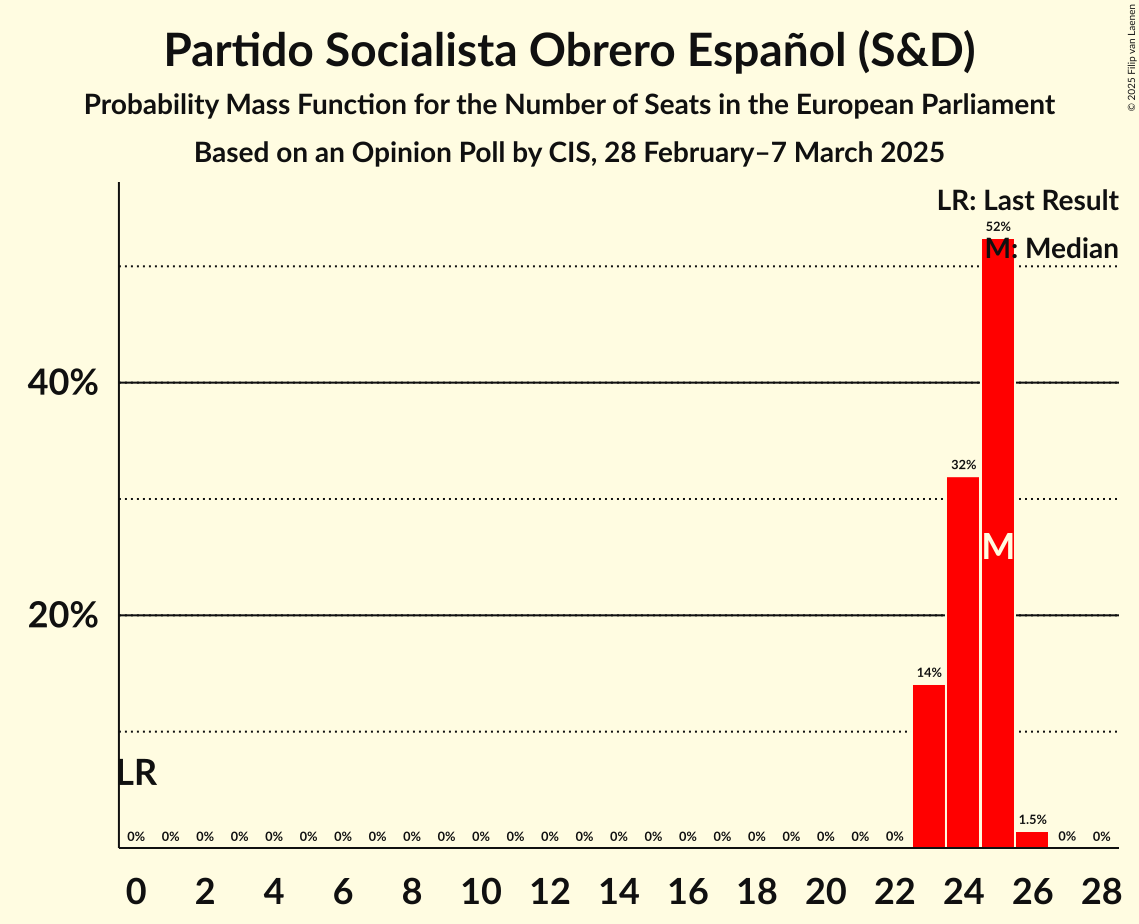 Partido Socialista Obrero Español (S&D)
Probability Mass Function for the Number of Seats in the European Parliament
Based on an Opinion Poll by CIS, 28 February–7 March 2025
© 2025 Filip van Laenen
LR: Last Result
M: Median
52%
40%
32%
M
20%
14%
LR
0% 0% 0% 0% 0% 0% 0% 0% 0% 0% 0% 0% 0% 0% 0% 0% 0% 0% 0% 0% 0% 0% 0% 1.5% 0% 0%
0 2 4 6 8 10 12 14 16 18 20 22 24 26 28